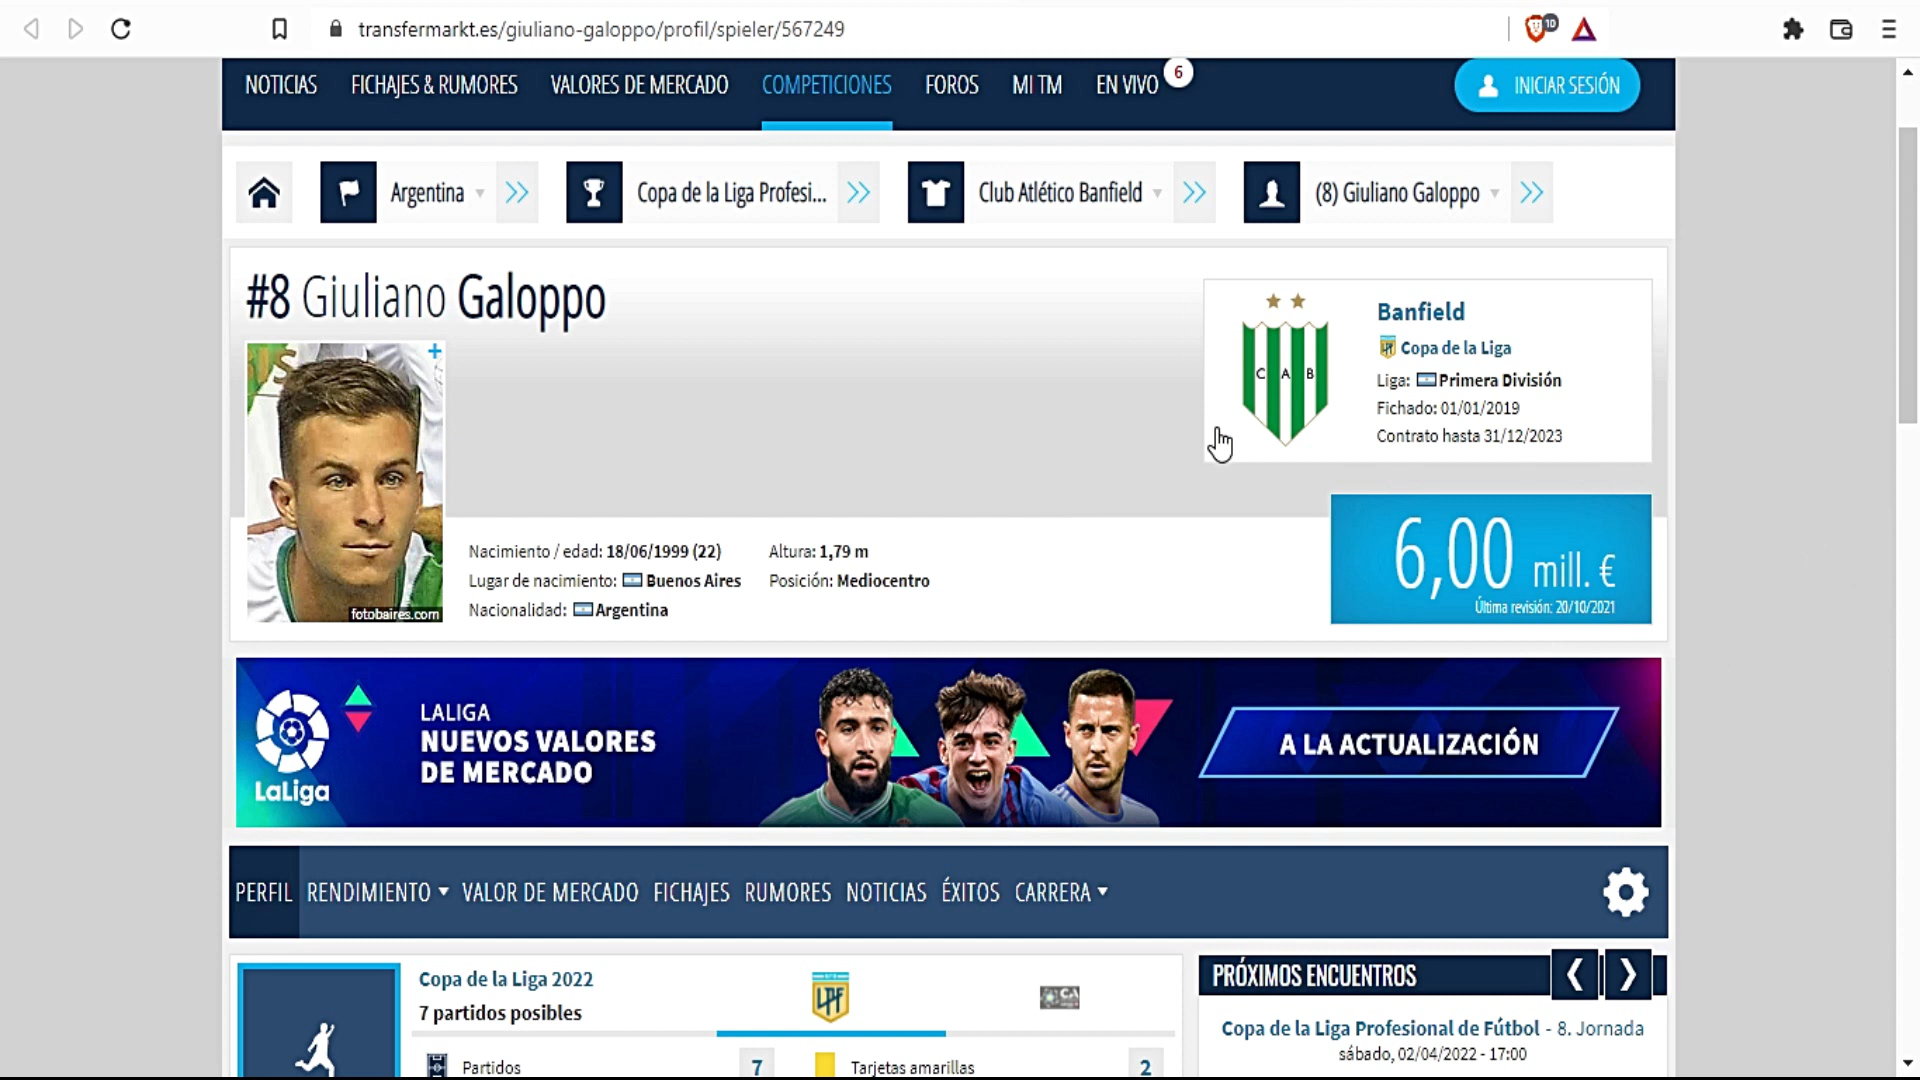 transfermarkt.es/giuliano-galoppo/profil/spieler/567249
10
NOTICIAS FICHAJES & RUMORES VALORES DE MERCADO COMPETICIONES FOROS MI TM EN VIVO 6 INICIAR SESIÓN
Argentina Copa de la Liga Profesi... Club Atlético Banfield (8) Giuliano Galoppo
#8 Giuliano Galoppo
fotobaires.com
Nacimiento / edad: 18/06/1999 (22) Altura: 1,79 m
Lugar de nacimiento: Buenos Aires Posición: Mediocentro
Nacionalidad: Argentina
C A B
Banfield
Copa de la Liga
Liga: Primera División
Fichado: 01/01/2019
Contrato hasta 31/12/2023
6,00 mill. €
Última revisión: 20/10/2021
LaLiga
LALIGA
NUEVOS VALORES
DE MERCADO
A LA ACTUALIZACIÓN
PERFIL RENDIMIENTO VALOR DE MERCADO FICHAJES RUMORES NOTICIAS ÉXITOS CARRERA
Copa de la Liga 2022
7 partidos posibles
LPF
Partidos 7 Tarjetas amarillas 2
PRÓXIMOS ENCUENTROS
Copa de la Liga Profesional de Fútbol - 8. Jornada
sábado, 02/04/2022 - 17:00